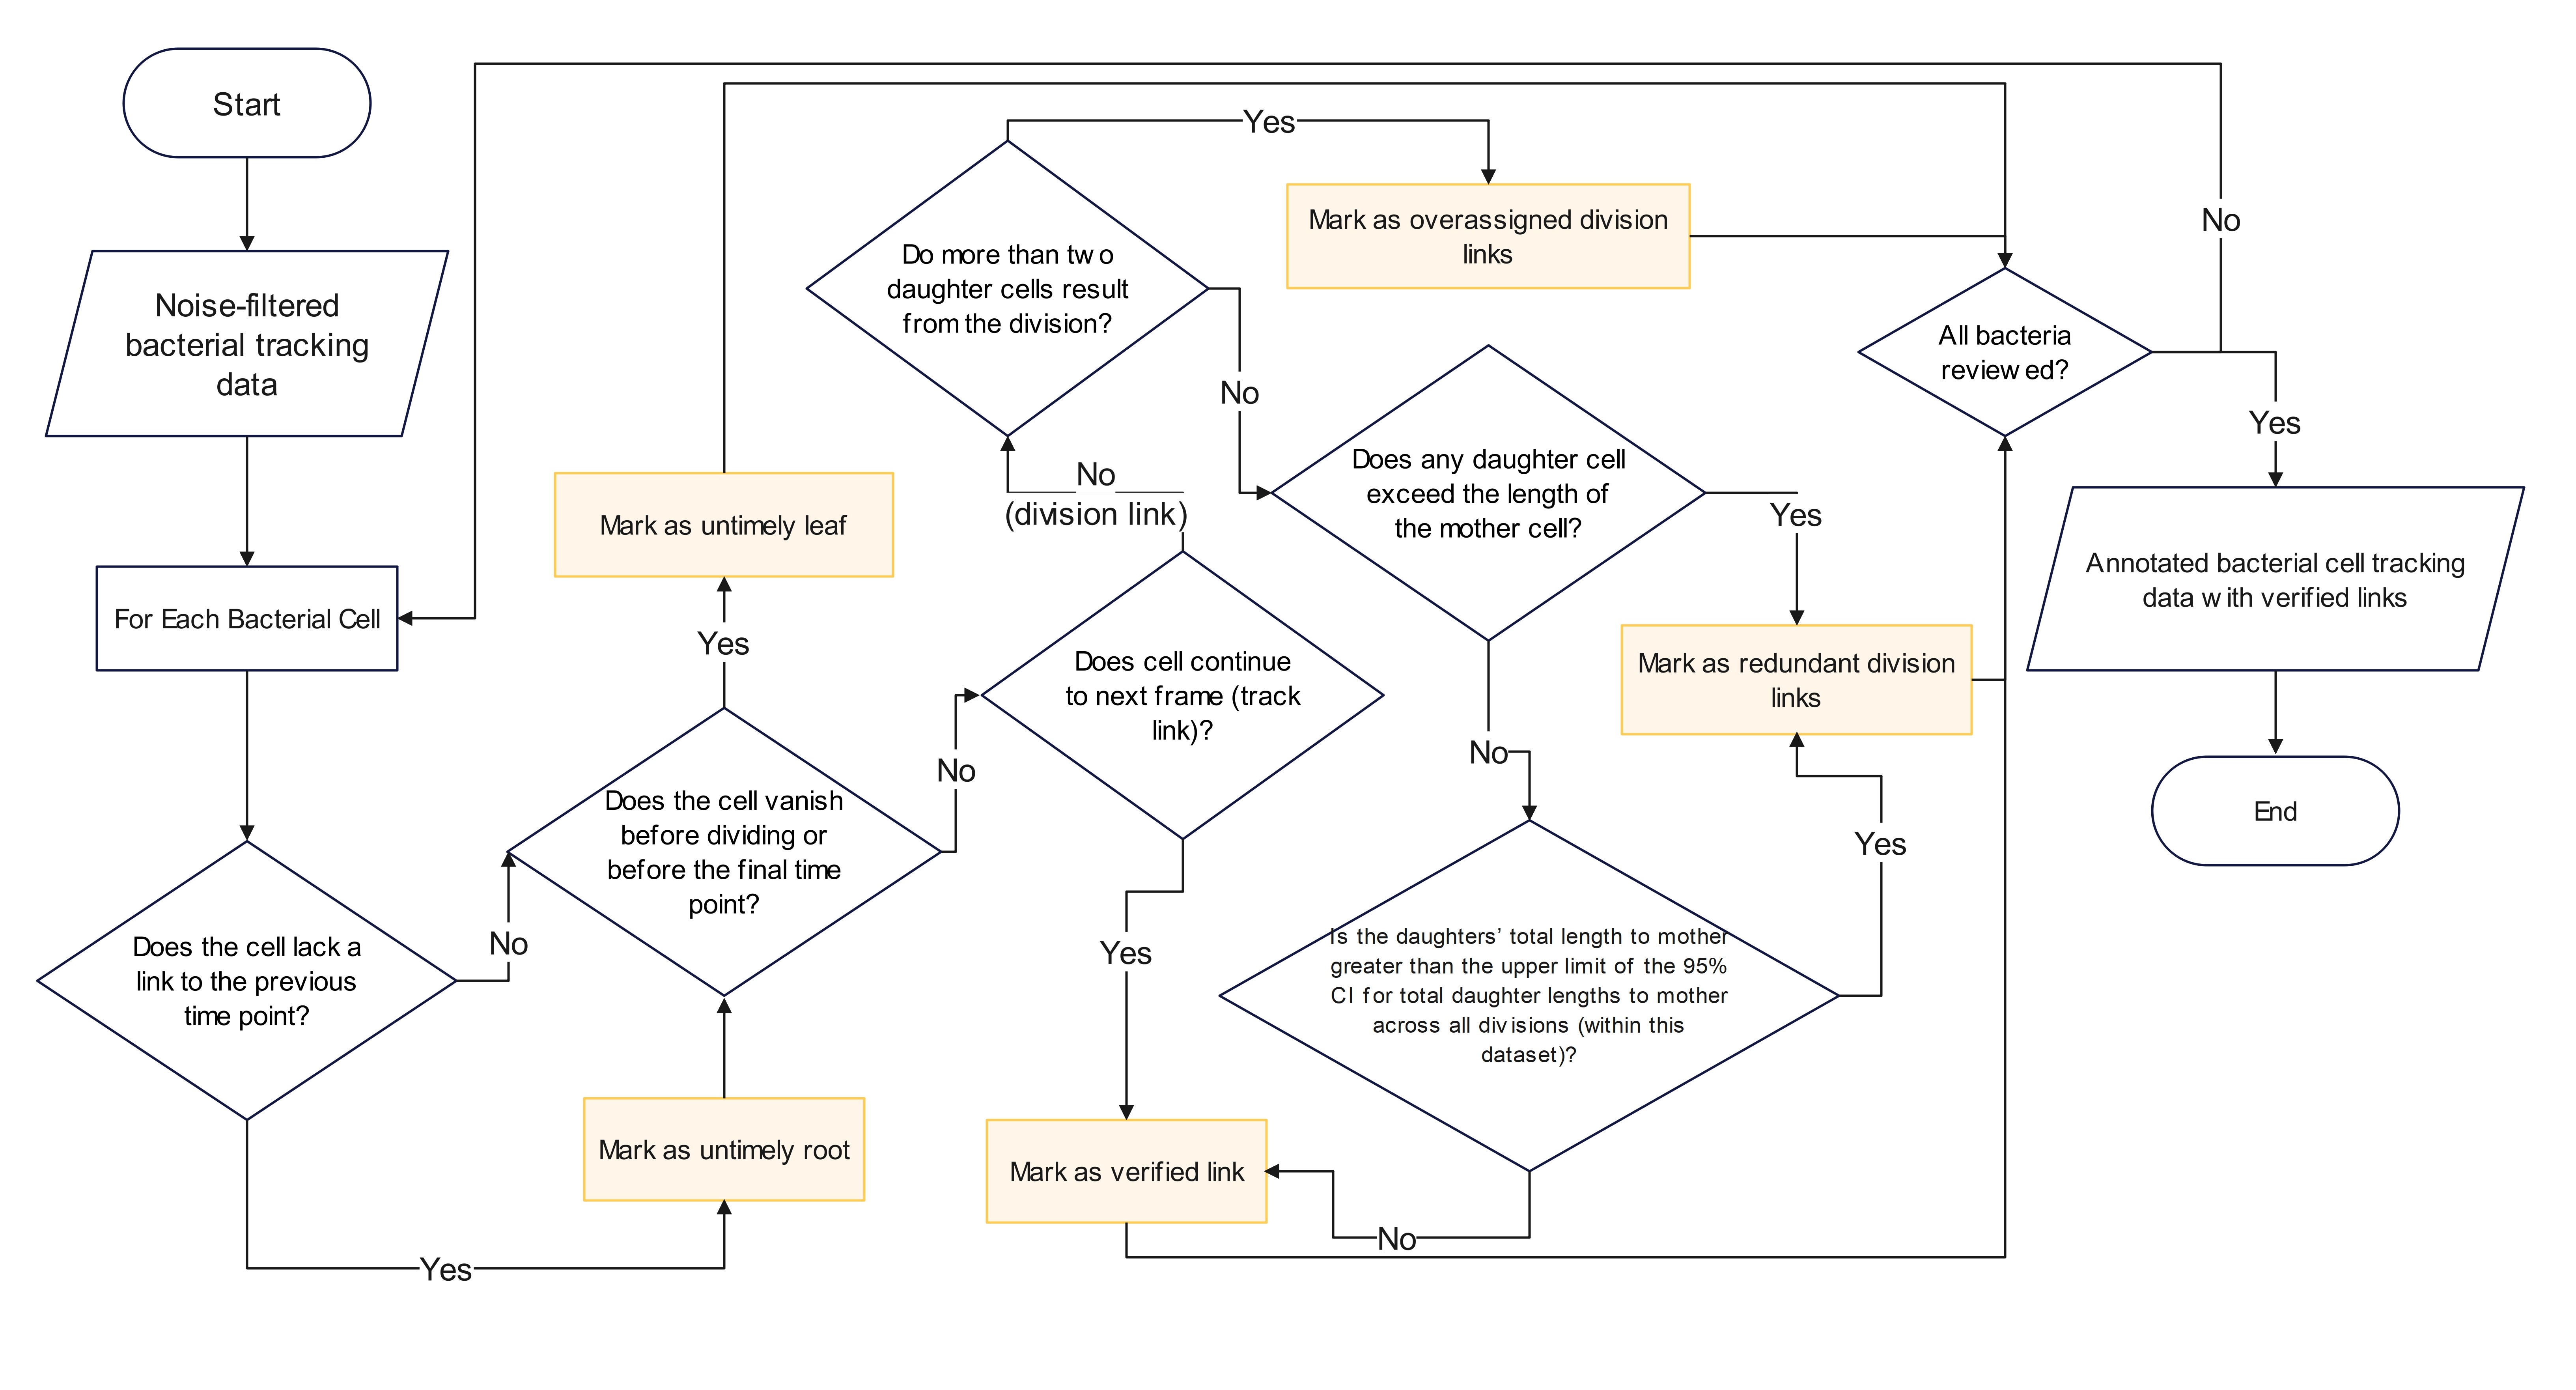 Start
Noise-filtered
bacterial tracking
data
For Each Bacterial Cell
Does the cell lack a
link to the previous
time point?
No
Yes
Mark as untimely root
Does the cell vanish
before dividing or
before the final time
point?
Yes
Mark as untimely leaf
No
Does cell continue
to next frame (track
link)?
Yes
Mark as verified link
No
(division link)
Do more than two
daughter cells result
from the division?
Yes
Mark as overassigned division
links
No
Does any daughter cell
exceed the length of
the mother cell?
Yes
Mark as redundant division
links
No
Is the daughters’ total length to mother
greater than the upper limit of the 95%
CI for total daughter lengths to mother
across all divisions (within this
dataset)?
Yes
No
All bacteria
reviewed?
No
Yes
Annotated bacterial cell tracking
data with verified links
End